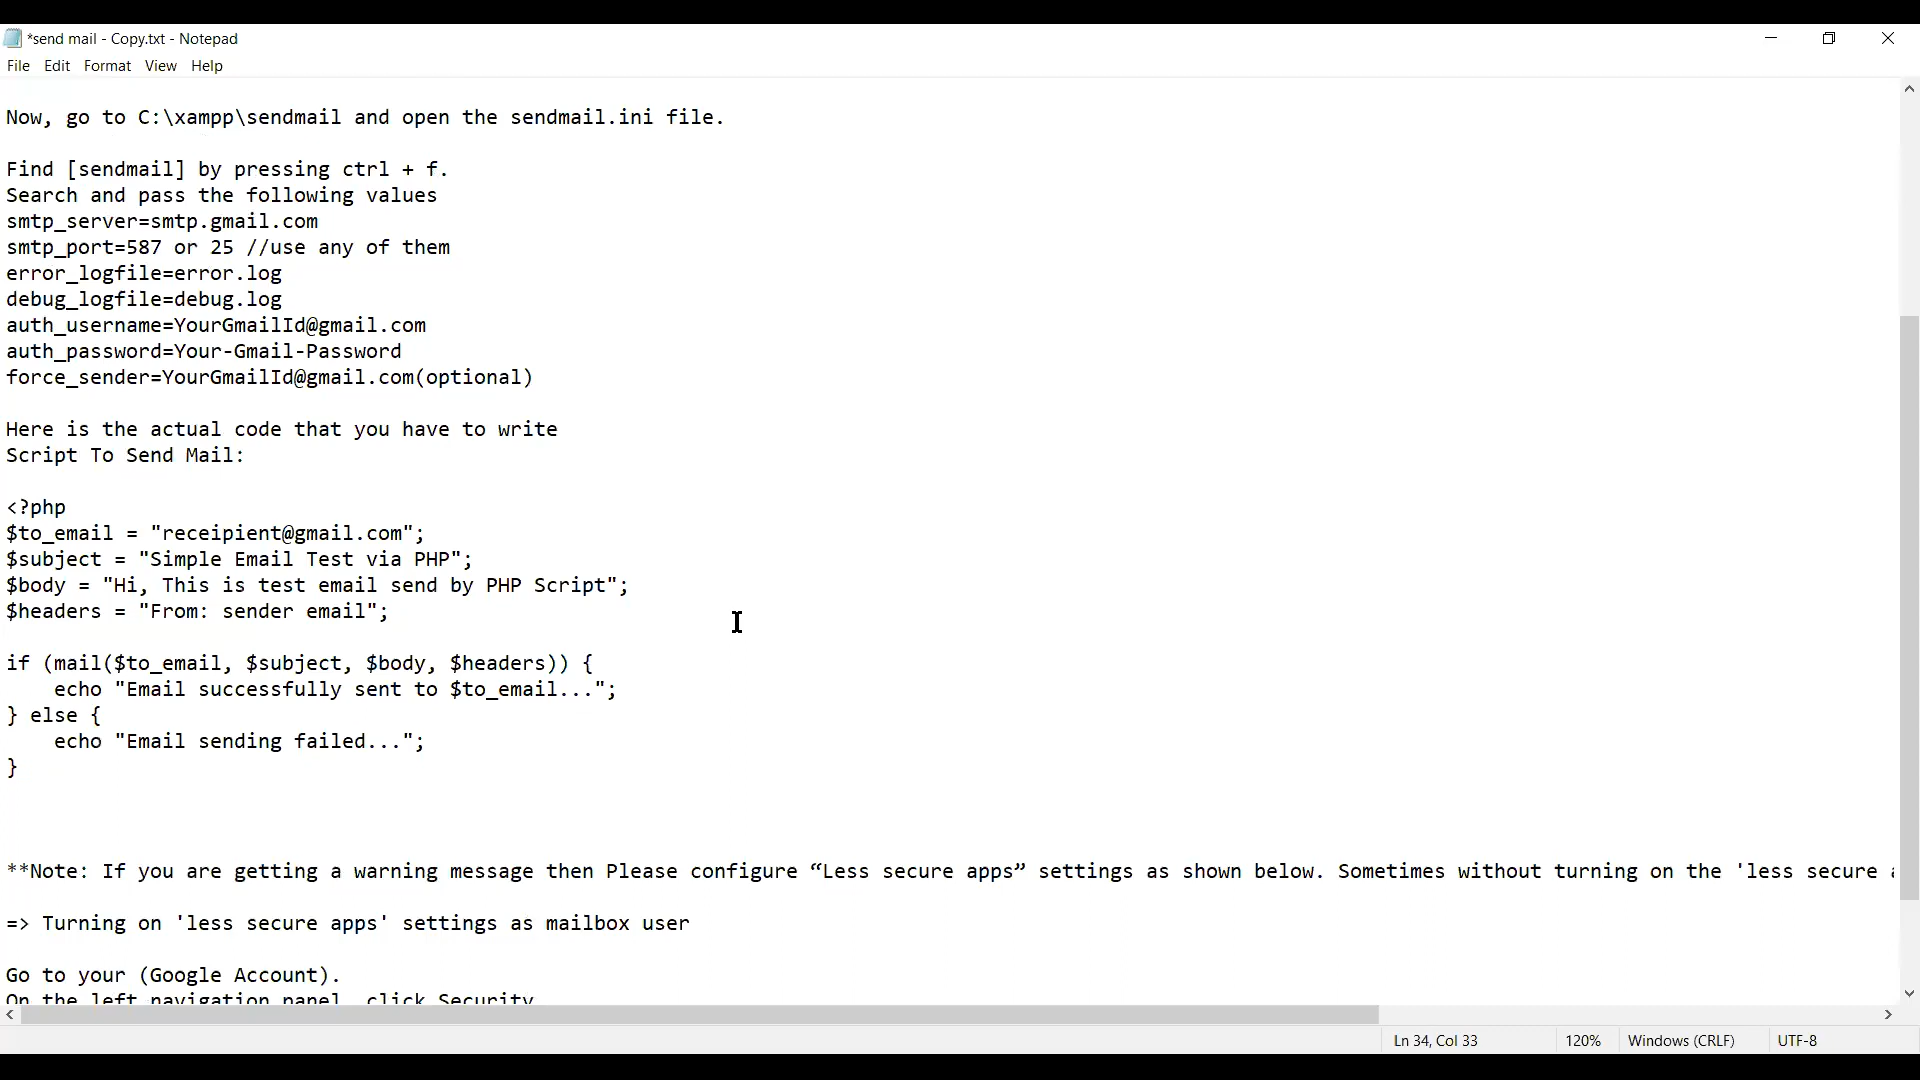 *send mail - Copy.txt - Notepad
File Edit Format View Help
Now, go to C:\xampp\sendmail and open the sendmail.ini file.
Find [sendmail] by pressing ctrl + f.
Search and pass the following values
smtp_server=smtp.gmail.com
smtp_port=587 or 25 //use any of them
error_logfile=error.log
debug_logfile=debug.log
auth_username=YourGmailId@gmail.com
auth_password=Your-Gmail-Password
force_sender=YourGmailId@gmail.com(optional)
Here is the actual code that you have to write
Script To Send Mail:
<?php
$to_email = "receipient@gmail.com";
$subject = "Simple Email Test via PHP";
$body = "Hi, This is test email send by PHP Script";
$headers = "From: sender email";
if (mail($to_email, $subject, $body, $headers)) {
    echo "Email successfully sent to $to_email...";
} else {
    echo "Email sending failed...";
}
**Note: If you are getting a warning message then Please configure “Less secure apps” settings as shown below. Sometimes without turning on the 'less secure
=> Turning on 'less secure apps' settings as mailbox user
Go to your (Google Account).
On the left navigation panel, click Security
Ln 34, Col 33 120% Windows (CRLF) UTF-8